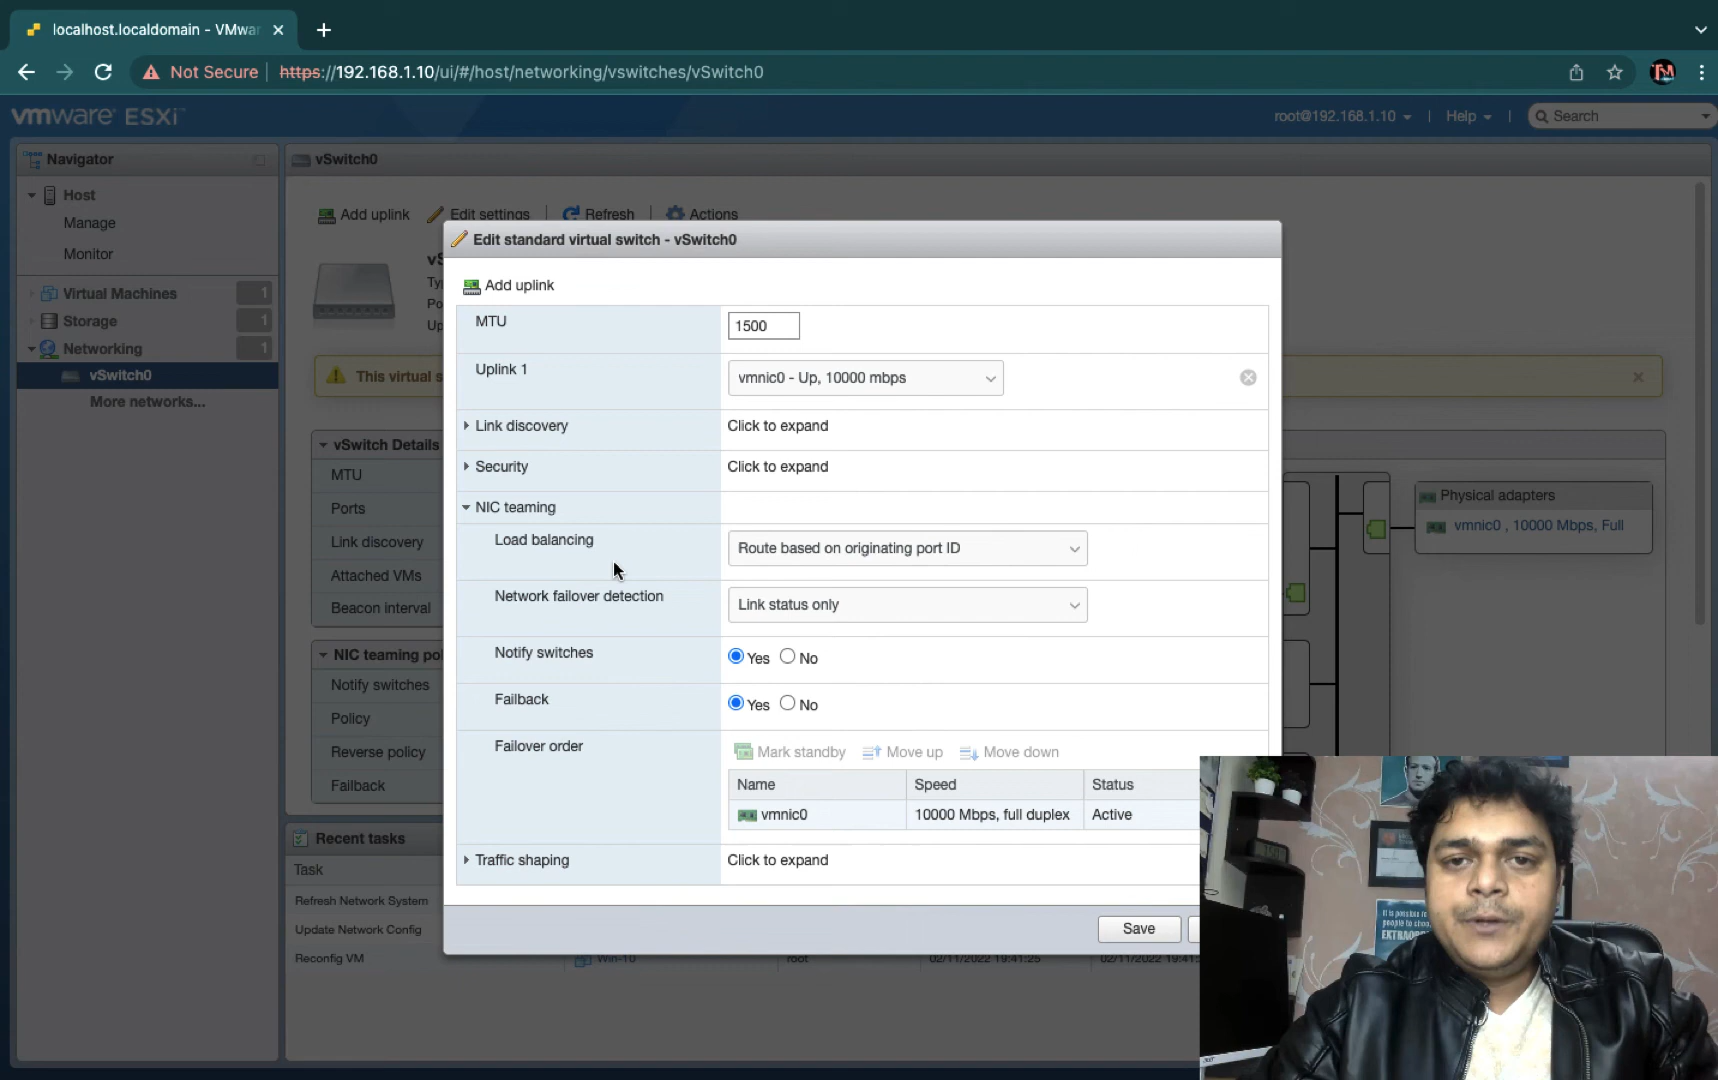 localhost.localdomain - VMwar
Not Secure
https://192.168.1.10/ui/#/host/networking/vswitches/vSwitch0
vmware ESXi™
root@192.168.1.10
Help
Search
Navigator
vSwitch0
Host
Manage
Monitor
Virtual Machines 1
Storage 1
Networking 1
vSwitch0
More networks...
Add uplink
Edit settings
Refresh
Actions
This virtual s
vSwitch Details
MTU
Ports
Link discovery
Attached VMs
Beacon interval
NIC teaming pol
Notify switches
Policy
Reverse policy
Failback
Physical adapters
vmnic0 , 10000 Mbps, Full
Edit standard virtual switch - vSwitch0
Add uplink
MTU 1500
Uplink 1 vmnic0 - Up, 10000 mbps
Link discovery Click to expand
Security Click to expand
NIC teaming
Load balancing Route based on originating port ID
Network failover detection Link status only
Notify switches Yes No
Failback Yes No
Failover order Mark standby Move up Move down
Name Speed Status
vmnic0 10000 Mbps, full duplex Active
Traffic shaping Click to expand
Save
Recent tasks
Task
Refresh Network System
Update Network Config
Reconfig VM Win-10 root 02/11/2022 19:41:25 02/11/2022 19:41: